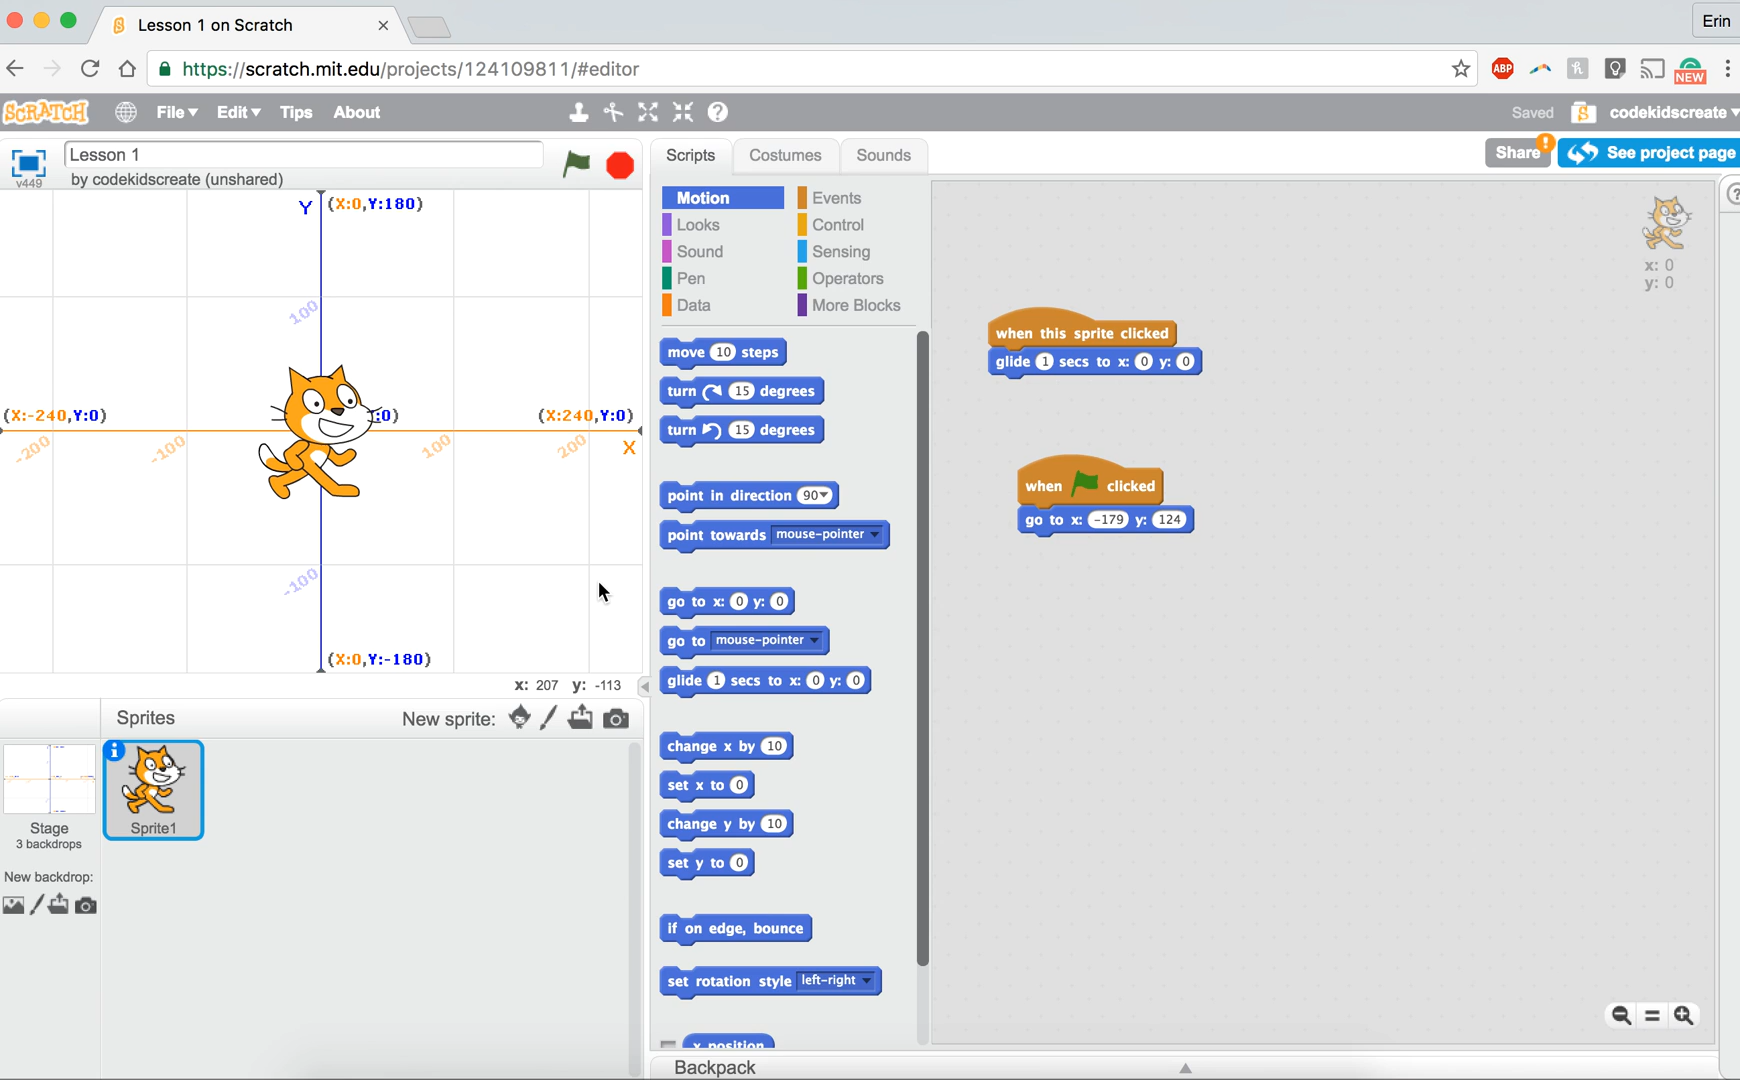 Lesson 1 on Scratch
Erin
https://scratch.mit.edu/projects/124109811/#editor
ABP
NEW
SCRATCH
File
Edit
Tips
About
Saved
codekidscreate
v449
Lesson 1
by codekidscreate (unshared)
Scripts
Costumes
Sounds
Share
See project page
Y
(X:0,Y:180)
100
(X:-240,Y:0)
:0)
(X:240,Y:0)
-200
-100
100
200
X
-100
(X:0,Y:-180)
x: 207 y: -113
Motion
Looks
Sound
Pen
Data
Events
Control
Sensing
Operators
More Blocks
move 10 steps
turn 15 degrees
turn 15 degrees
point in direction 90
point towards mouse-pointer
go to x: 0 y: 0
go to mouse-pointer
glide 1 secs to x: 0 y: 0
change x by 10
set x to 0
change y by 10
set y to 0
if on edge, bounce
set rotation style left-right
x position
when this sprite clicked
glide 1 secs to x: 0 y: 0
when clicked
go to x: -179 y: 124
x: 0
y: 0
Sprites
New sprite:
Stage
3 backdrops
New backdrop:
Sprite1
Backpack